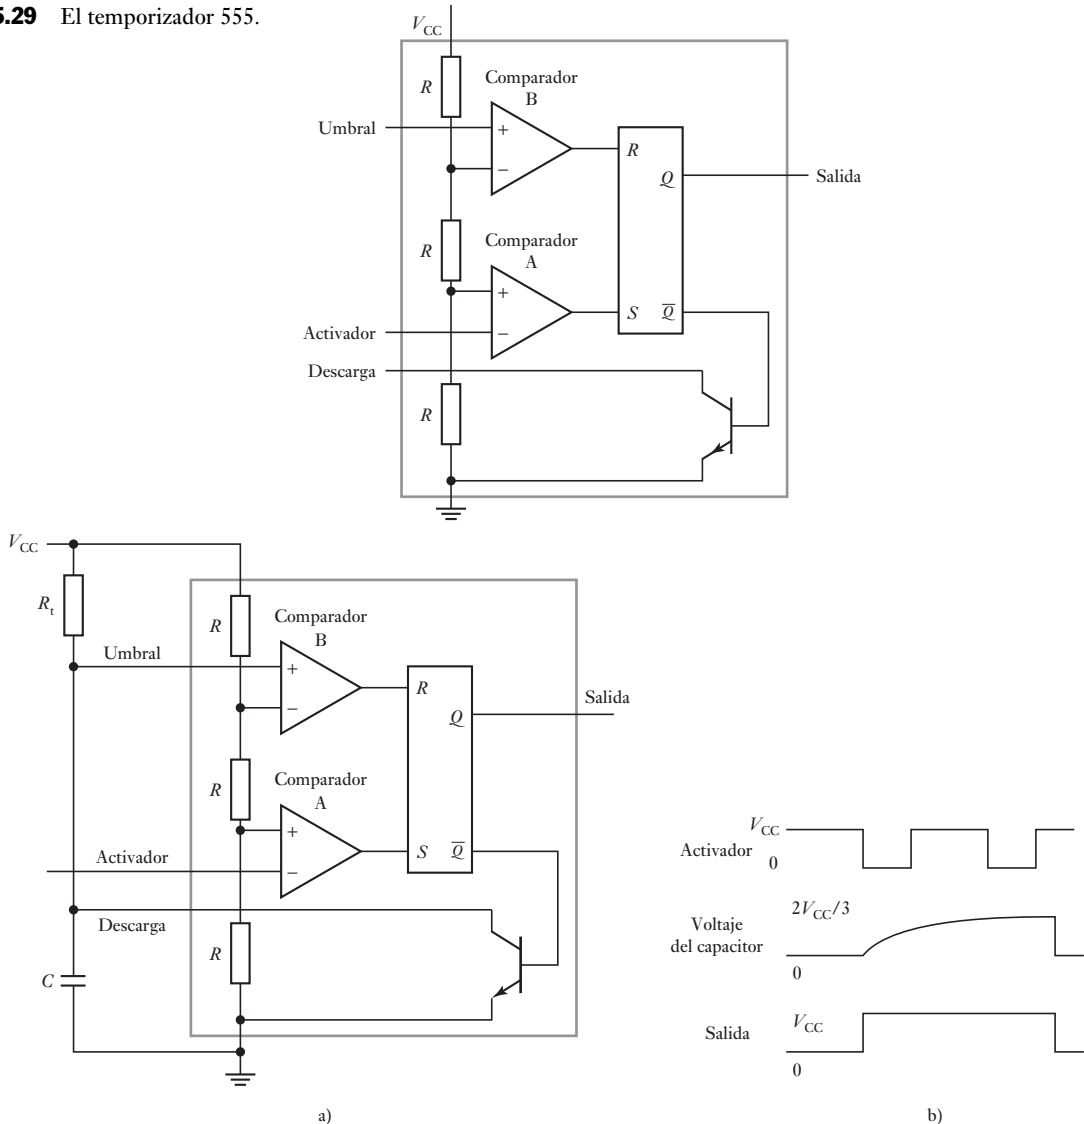 5.29 El temporizador 555.
V_CC
R
Comparador
B
Umbral
+
−
R
Q
Salida
R
Comparador
A
+
−
Activador
S
Q̅
Descarga
R
V_CC
R_t
R
Comparador
B
Umbral
+
−
R
Q
Salida
R
Comparador
A
+
−
Activador
S
Q̅
Descarga
R
C
a)
V_CC
Activador
0
2V_CC/3
Voltaje
del capacitor
0
Salida
V_CC
0
b)